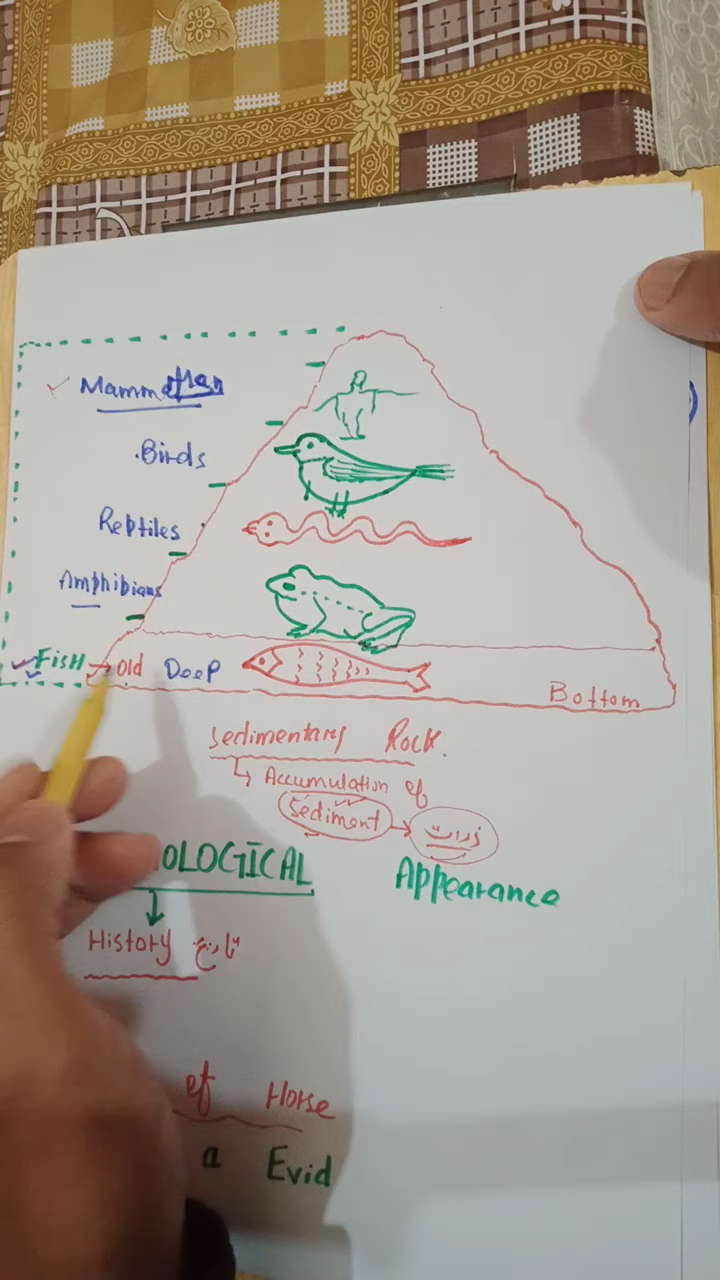 Mammalian
Birds
Reptiles
Amphibians
Fish → old Deep
Bottom
Sedimentary Rock.
↳ Accumulation of
Sediment → ذرات
OLOGICAL Appearance
↓
History تاریخ
of Horse
a Evid